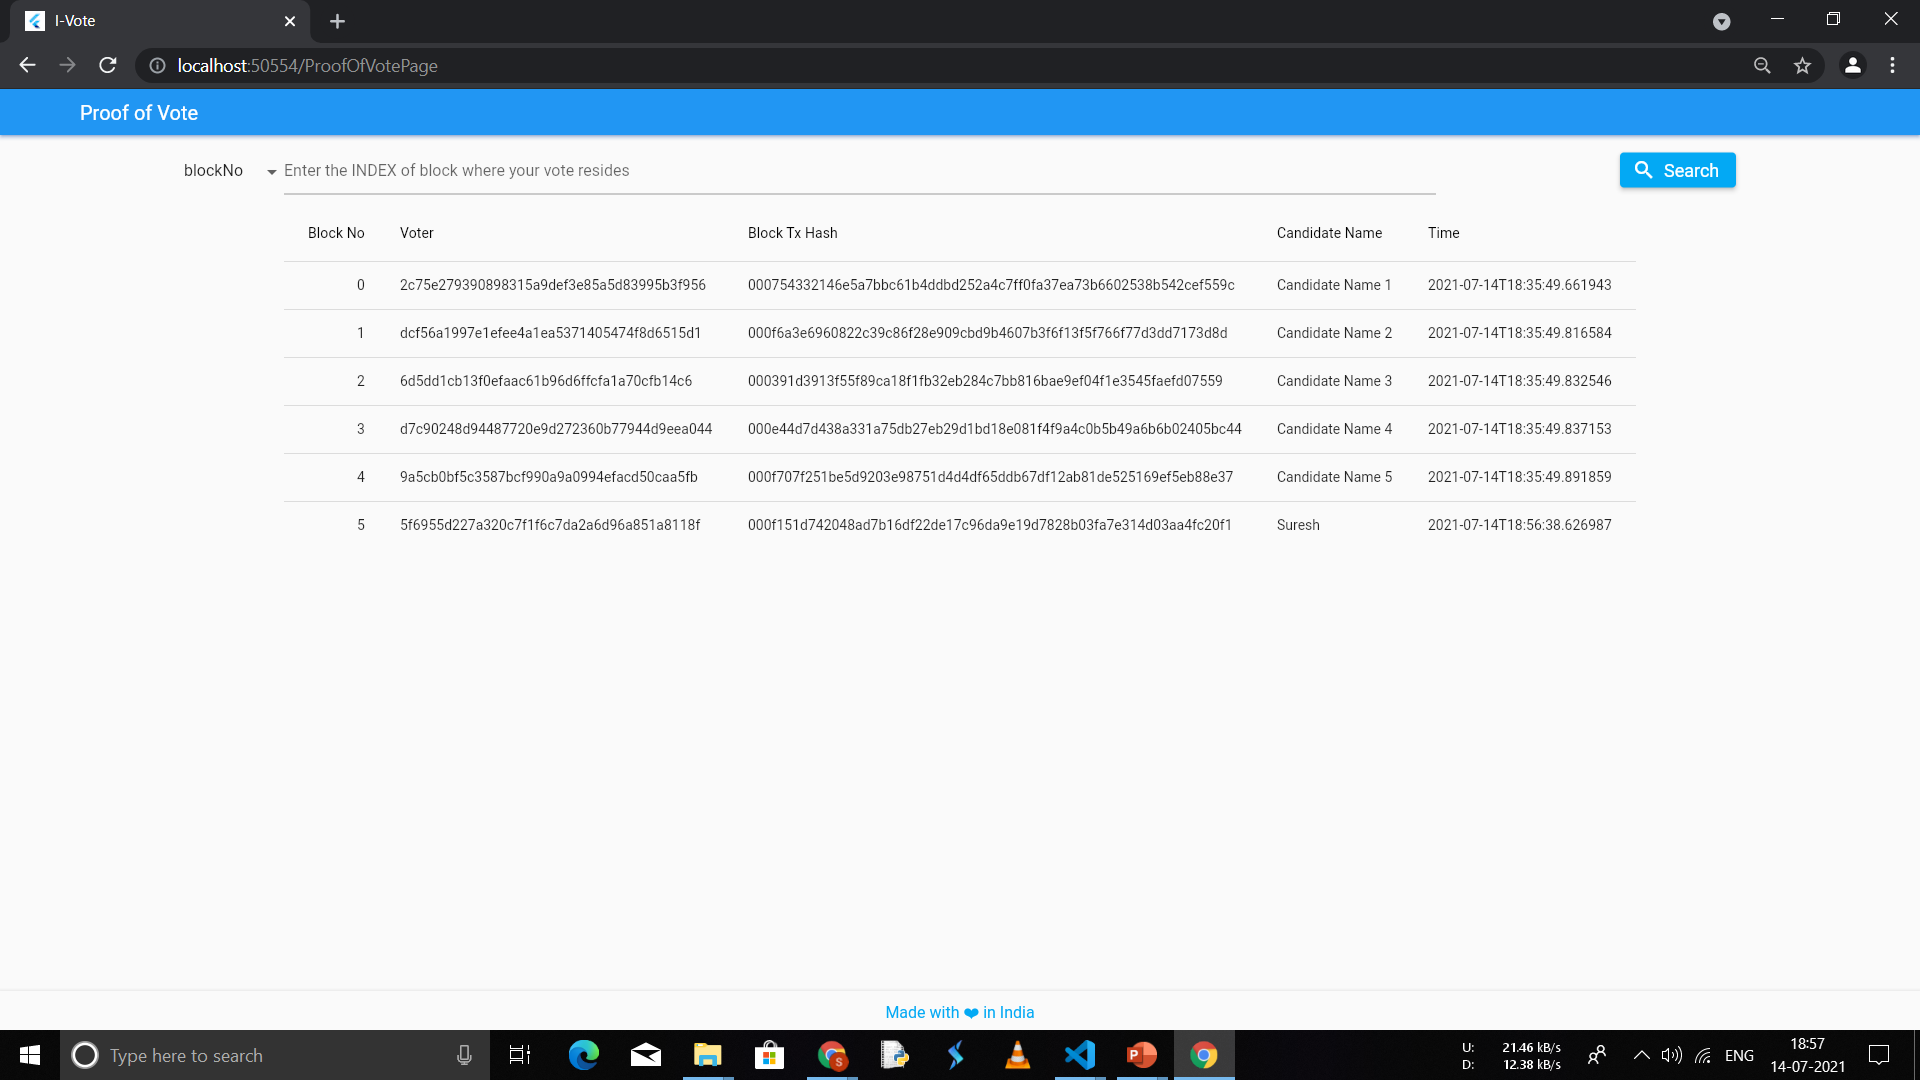 I-Vote
localhost:50554/ProofOfVotePage
Proof of Vote
blockNo Enter the INDEX of block where your vote resides Search
Block No Voter Block Tx Hash Candidate Name Time
0 2c75e279390898315a9def3e85a5d83995b3f956 000754332146e5a7bbc61b4ddbd252a4c7ff0fa37ea73b6602538b542cef559c Candidate Name 1 2021-07-14T18:35:49.661943
1 dcf56a1997e1efee4a1ea5371405474f8d6515d1 000f6a3e6960822c39c86f28e909cbd9b4607b3f6f13f5f766f77d3dd7173d8d Candidate Name 2 2021-07-14T18:35:49.816584
2 6d5dd1cb13f0efaac61b96d6ffcfa1a70cfb14c6 000391d3913f55f89ca18f1fb32eb284c7bb816bae9ef04f1e3545faefd07559 Candidate Name 3 2021-07-14T18:35:49.832546
3 d7c90248d94487720e9d272360b77944d9eea044 000e44d7d438a331a75db27eb29d1bd18e081f4f9a4c0b5b49a6b6b02405bc44 Candidate Name 4 2021-07-14T18:35:49.837153
4 9a5cb0bf5c3587bcf990a9a0994efacd50caa5fb 000f707f251be5d9203e98751d4d4df65ddb67df12ab81de525169ef5eb88e37 Candidate Name 5 2021-07-14T18:35:49.891859
5 5f6955d227a320c7f1f6c7da2a6d96a851a8118f 000f151d742048ad7b16df22de17c96da9e19d7828b03fa7e314d03aa4fc20f1 Suresh 2021-07-14T18:56:38.626987
Made with ❤ in India
Type here to search
U: 21.46 kB/s
D: 12.38 kB/s
ENG
18:57
14-07-2021